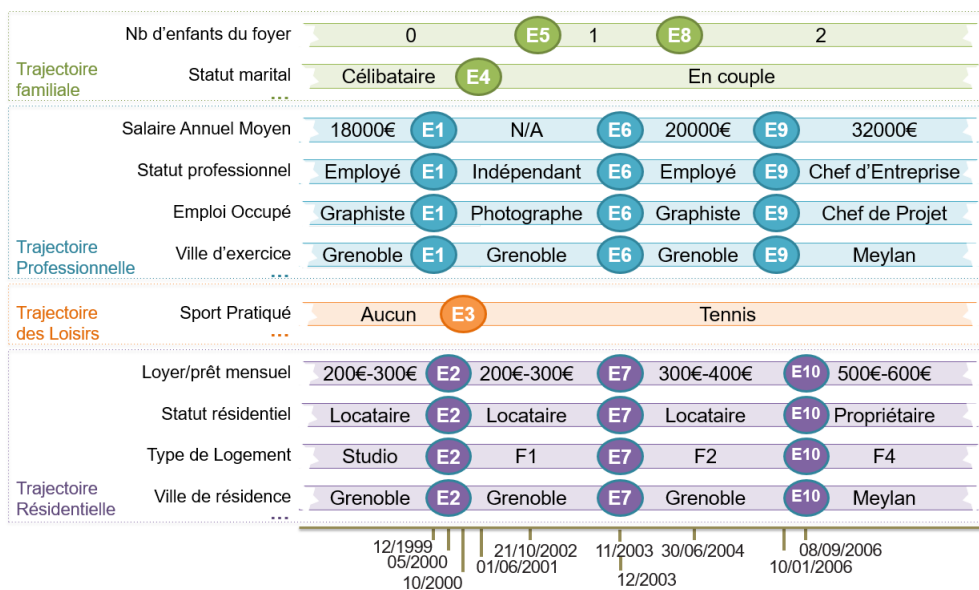 Nb d'enfants du foyer 0 E5 1 E8 2
Trajectoire familiale
Statut marital Célibataire E4 En couple
...
Salaire Annuel Moyen 18000€ E1 N/A E6 20000€ E9 32000€
Statut professionnel Employé E1 Indépendant E6 Employé E9 Chef d'Entreprise
Emploi Occupé Graphiste E1 Photographe E6 Graphiste E9 Chef de Projet
Trajectoire Professionnelle
Ville d'exercice Grenoble E1 Grenoble E6 Grenoble E9 Meylan
...
Trajectoire des Loisirs
Sport Pratiqué Aucun E3 Tennis
...
Loyer/prêt mensuel 200€-300€ E2 200€-300€ E7 300€-400€ E10 500€-600€
Statut résidentiel Locataire E2 Locataire E7 Locataire E10 Propriétaire
Type de Logement Studio E2 F1 E7 F2 E10 F4
Trajectoire Résidentielle
Ville de résidence Grenoble E2 Grenoble E7 Grenoble E10 Meylan
...
12/1999 21/10/2002 11/2003 30/06/2004 08/09/2006
05/2000 01/06/2001 10/01/2006
10/2000 12/2003